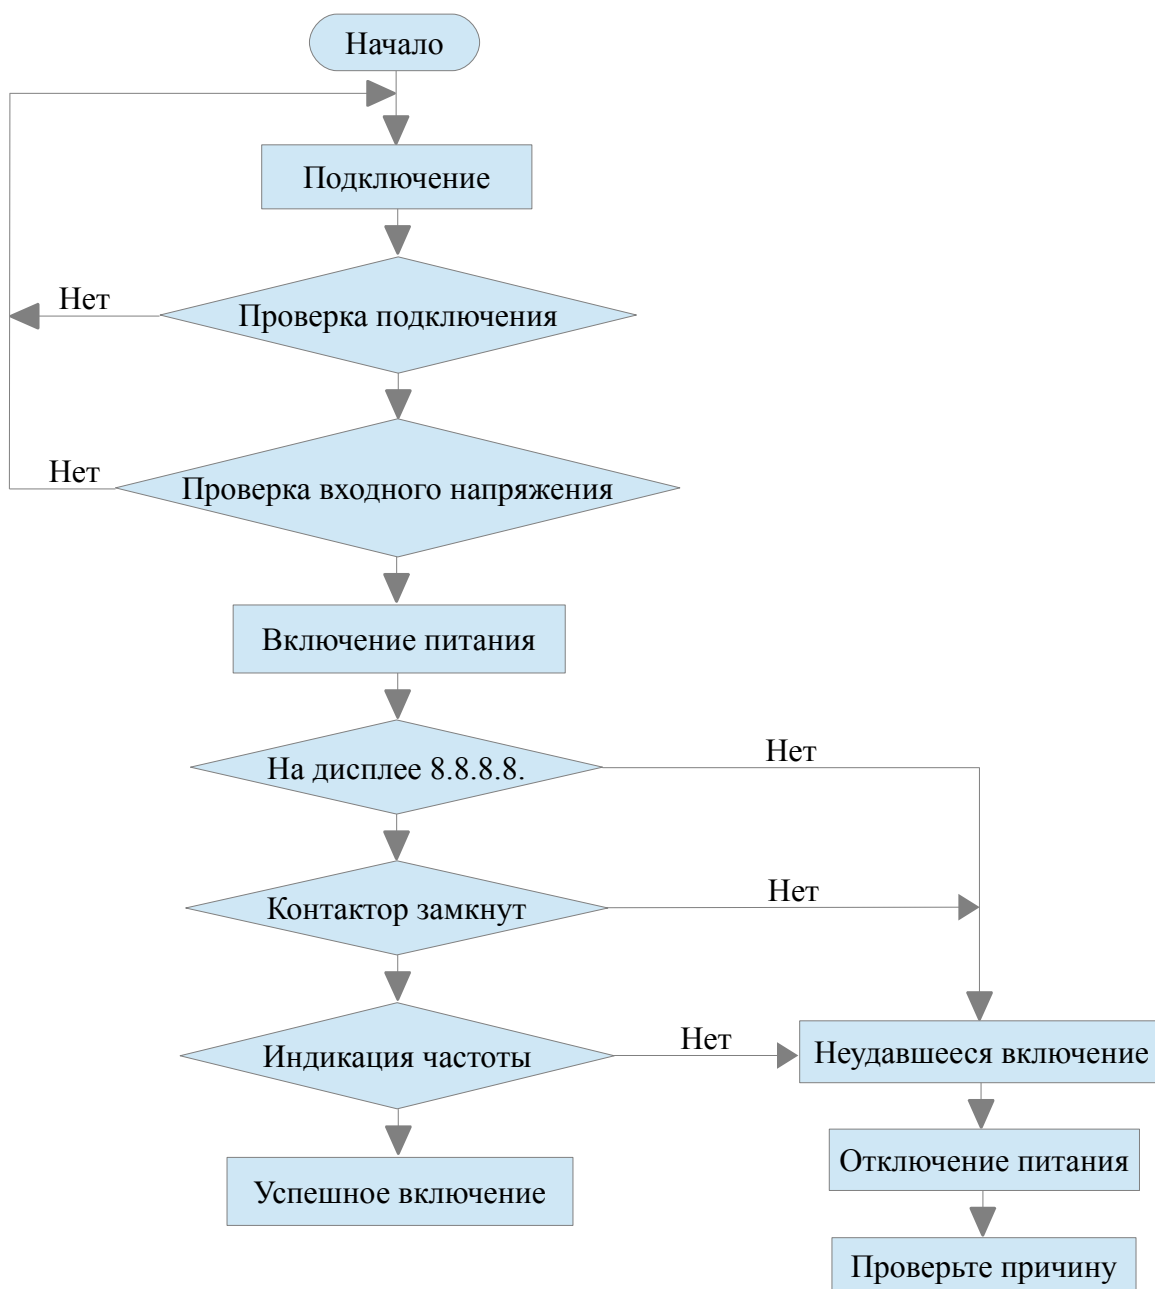 Начало
Подключение
Нет
Проверка подключения
Нет
Проверка входного напряжения
Включение питания
Нет
На дисплее 8.8.8.8.
Нет
Контактор замкнут
Нет
Индикация частоты
Неудавшееся включение
Отключение питания
Успешное включение
Проверьте причину